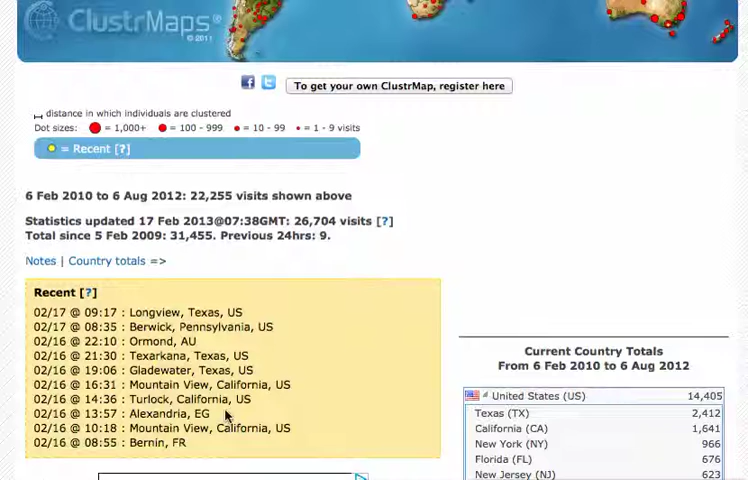 ClustrMaps
© 2011
To get your own ClustrMap, register here
distance in which individuals are clustered
Dot sizes: = 1,000+ = 100 - 999 = 10 - 99 = 1 - 9 visits
= Recent [?]
6 Feb 2010 to 6 Aug 2012: 22,255 visits shown above
Statistics updated 17 Feb 2013@07:38GMT: 26,704 visits [?]
Total since 5 Feb 2009: 31,455. Previous 24hrs: 9.
Notes | Country totals =>
Recent [?]
02/17 @ 09:17 : Longview, Texas, US
02/17 @ 08:35 : Berwick, Pennsylvania, US
02/16 @ 22:10 : Ormond, AU
02/16 @ 21:30 : Texarkana, Texas, US
02/16 @ 19:06 : Gladewater, Texas, US
02/16 @ 16:31 : Mountain View, California, US
02/16 @ 14:36 : Turlock, California, US
02/16 @ 13:57 : Alexandria, EG
02/16 @ 10:18 : Mountain View, California, US
02/16 @ 08:55 : Bernin, FR
Current Country Totals
From 6 Feb 2010 to 6 Aug 2012
United States (US) 14,405
Texas (TX) 2,412
California (CA) 1,641
New York (NY) 966
Florida (FL) 676
New Jersey (NJ) 623